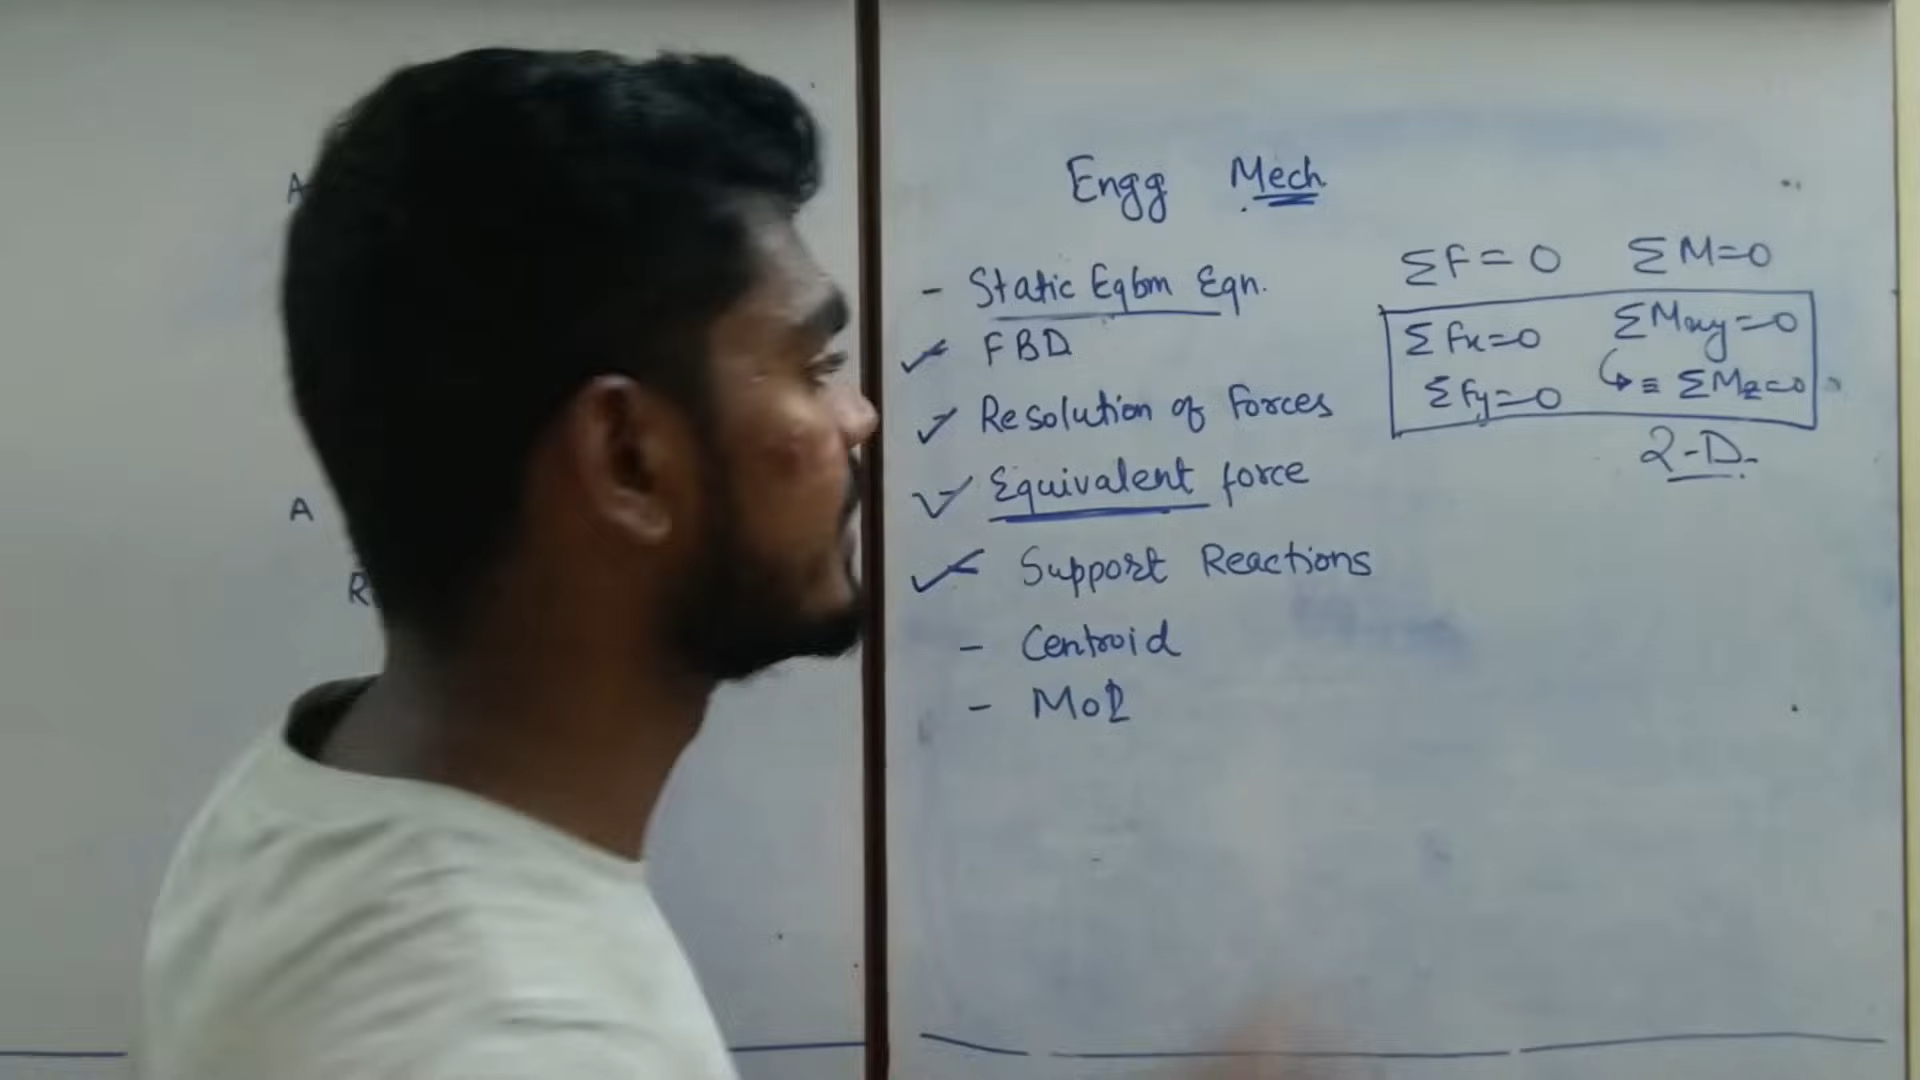 A
A
R
Engg Mech
- Static Eqbm Eqn.
✓ FBD
✓ Resolution of forces
✓ Equivalent force
✓ Support Reactions
- Centroid
- MoI
ΣF=0 ΣM=0
ΣFx=0 ΣMxy=0
ΣFy=0 ↪≡ ΣMz=0
2-D.